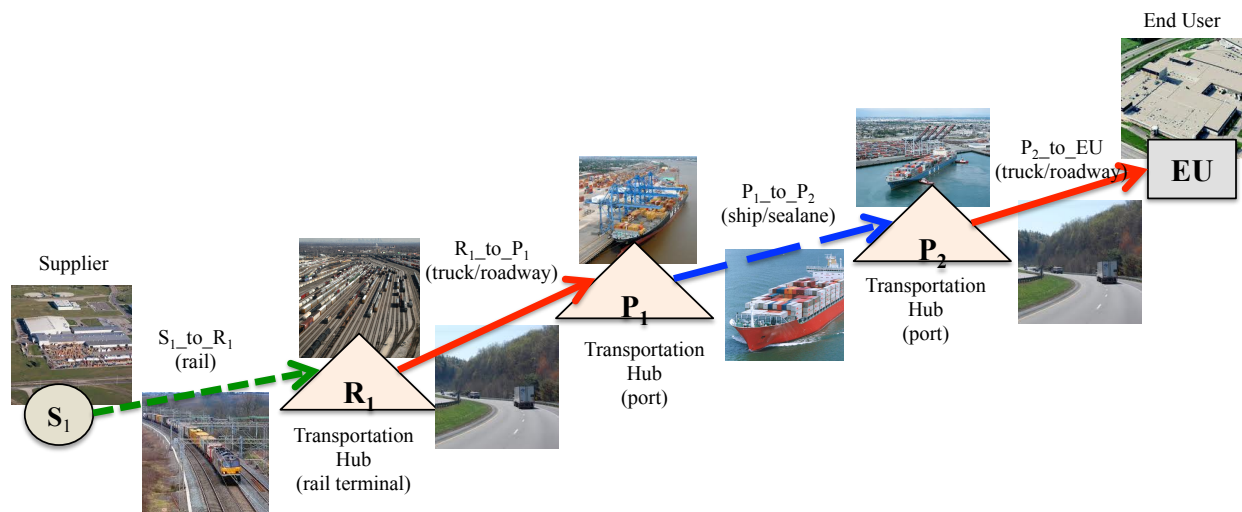 Supplier
S₁
S₁_to_R₁
(rail)
R₁
Transportation
Hub
(rail terminal)
R₁_to_P₁
(truck/roadway)
P₁
Transportation
Hub
(port)
P₁_to_P₂
(ship/sealane)
P₂
Transportation
Hub
(port)
P₂_to_EU
(truck/roadway)
End User
EU